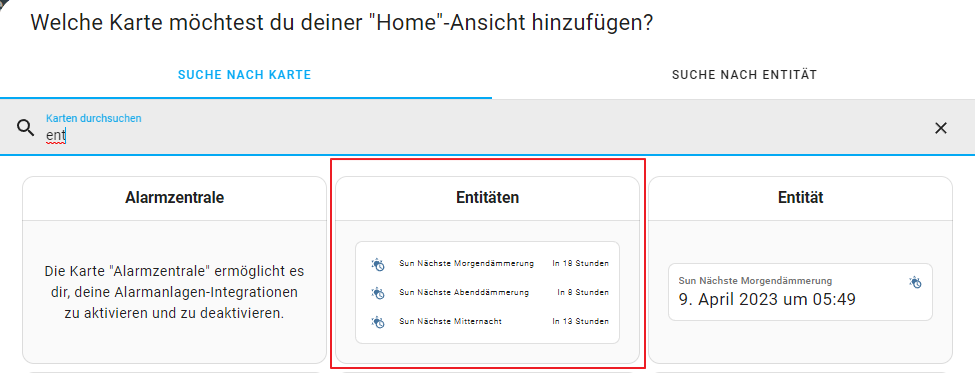 Welche Karte möchtest du deiner "Home"-Ansicht hinzufügen?
SUCHE NACH KARTE
SUCHE NACH ENTITÄT
Karten durchsuchen
ent
Alarmzentrale
Die Karte "Alarmzentrale" ermöglicht es
dir, deine Alarmanlagen-Integrationen
zu aktivieren und zu deaktivieren.
Entitäten
Sun Nächste Morgendämmerung In 18 Stunden
Sun Nächste Abenddämmerung In 8 Stunden
Sun Nächste Mitternacht In 13 Stunden
Entität
Sun Nächste Morgendämmerung
9. April 2023 um 05:49